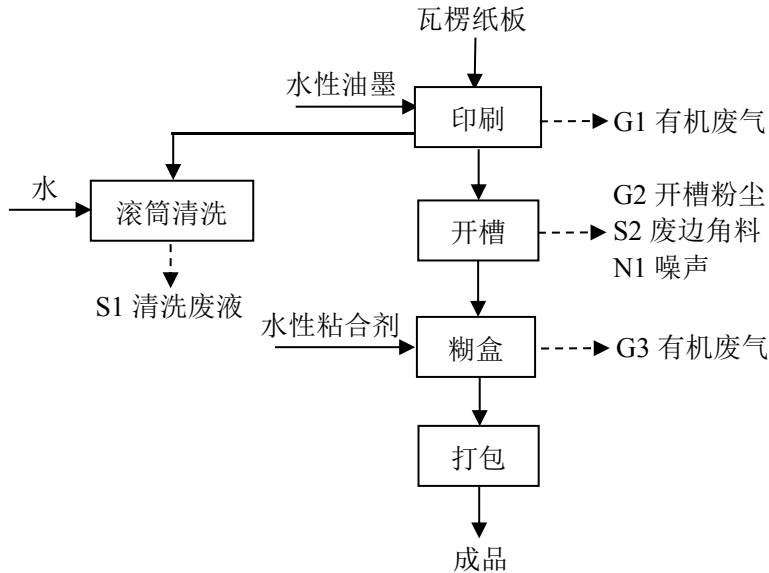 瓦楞纸板
水性油墨
印刷
G1 有机废气
水
滚筒清洗
开槽
G2 开槽粉尘
S2 废边角料
N1 噪声
S1 清洗废液
水性粘合剂
糊盒
G3 有机废气
打包
成品